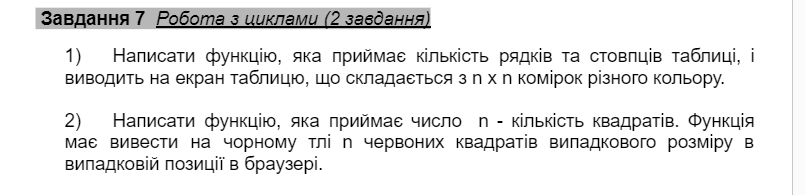 Завдання 7 Робота з циклами (2 завдання)
1) Написати функцію, яка приймає кількість рядків та стовпців таблиці, і
виводить на екран таблицю, що складається з n x n комірок різного кольору.
2) Написати функцію, яка приймає число n - кількість квадратів. Функція
має вивести на чорному тлі n червоних квадратів випадкового розміру в
випадковій позиції в браузері.